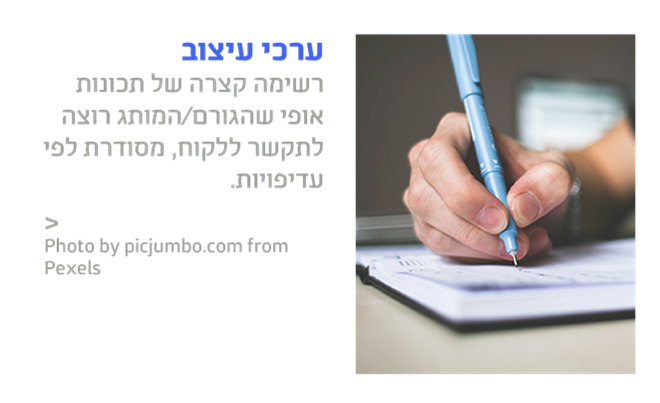 ערכי עיצוב
רשימה קצרה של תכונות
אופי שהגורם/המותג רוצה
לתקשר ללקוח, מסודרת לפי
עדיפויות.
>
Photo by picjumbo.com from
Pexels